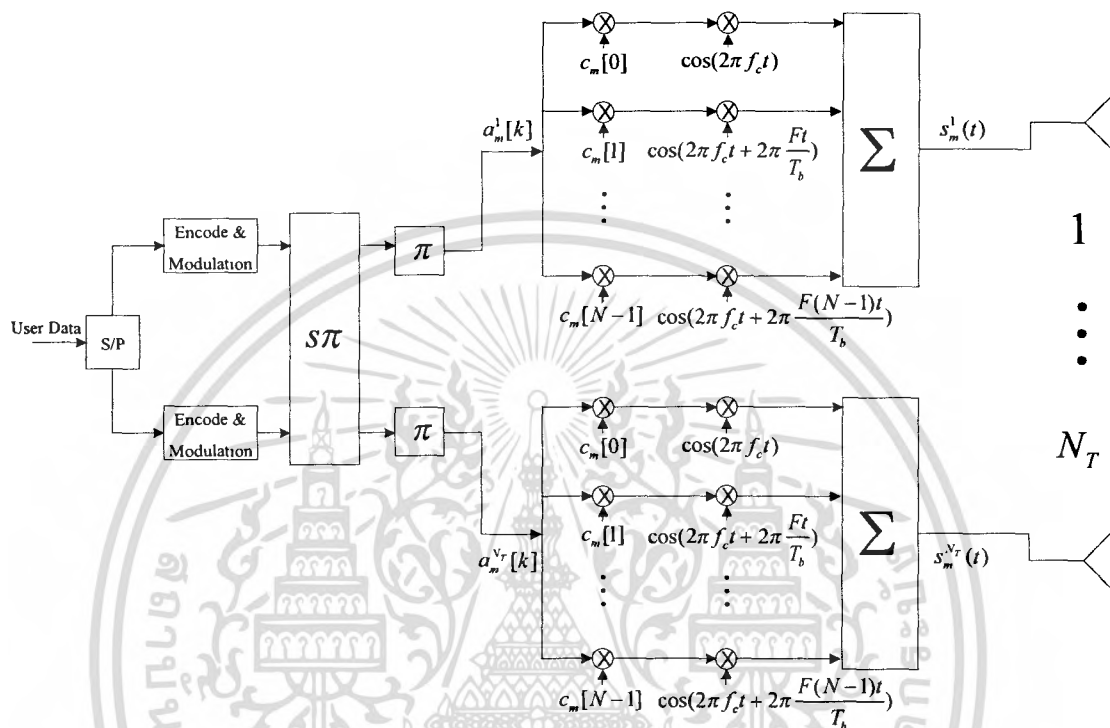 c_m[0]
cos(2π f_c t)
a_m^1[k]
c_m[1]
cos(2π f_c t + 2π Ft/T_b)
Σ
s_m^1(t)
c_m[N-1]
cos(2π f_c t + 2π F(N-1)t/T_b)
1
N_T
User Data
S/P
Encode &
Modulation
Encode &
Modulation
sπ
π
π
c_m[0]
cos(2π f_c t)
a_m^{N_T}[k]
c_m[1]
cos(2π f_c t + 2π Ft/T_b)
Σ
s_m^{N_T}(t)
c_m[N-1]
cos(2π f_c t + 2π F(N-1)t/T_b)